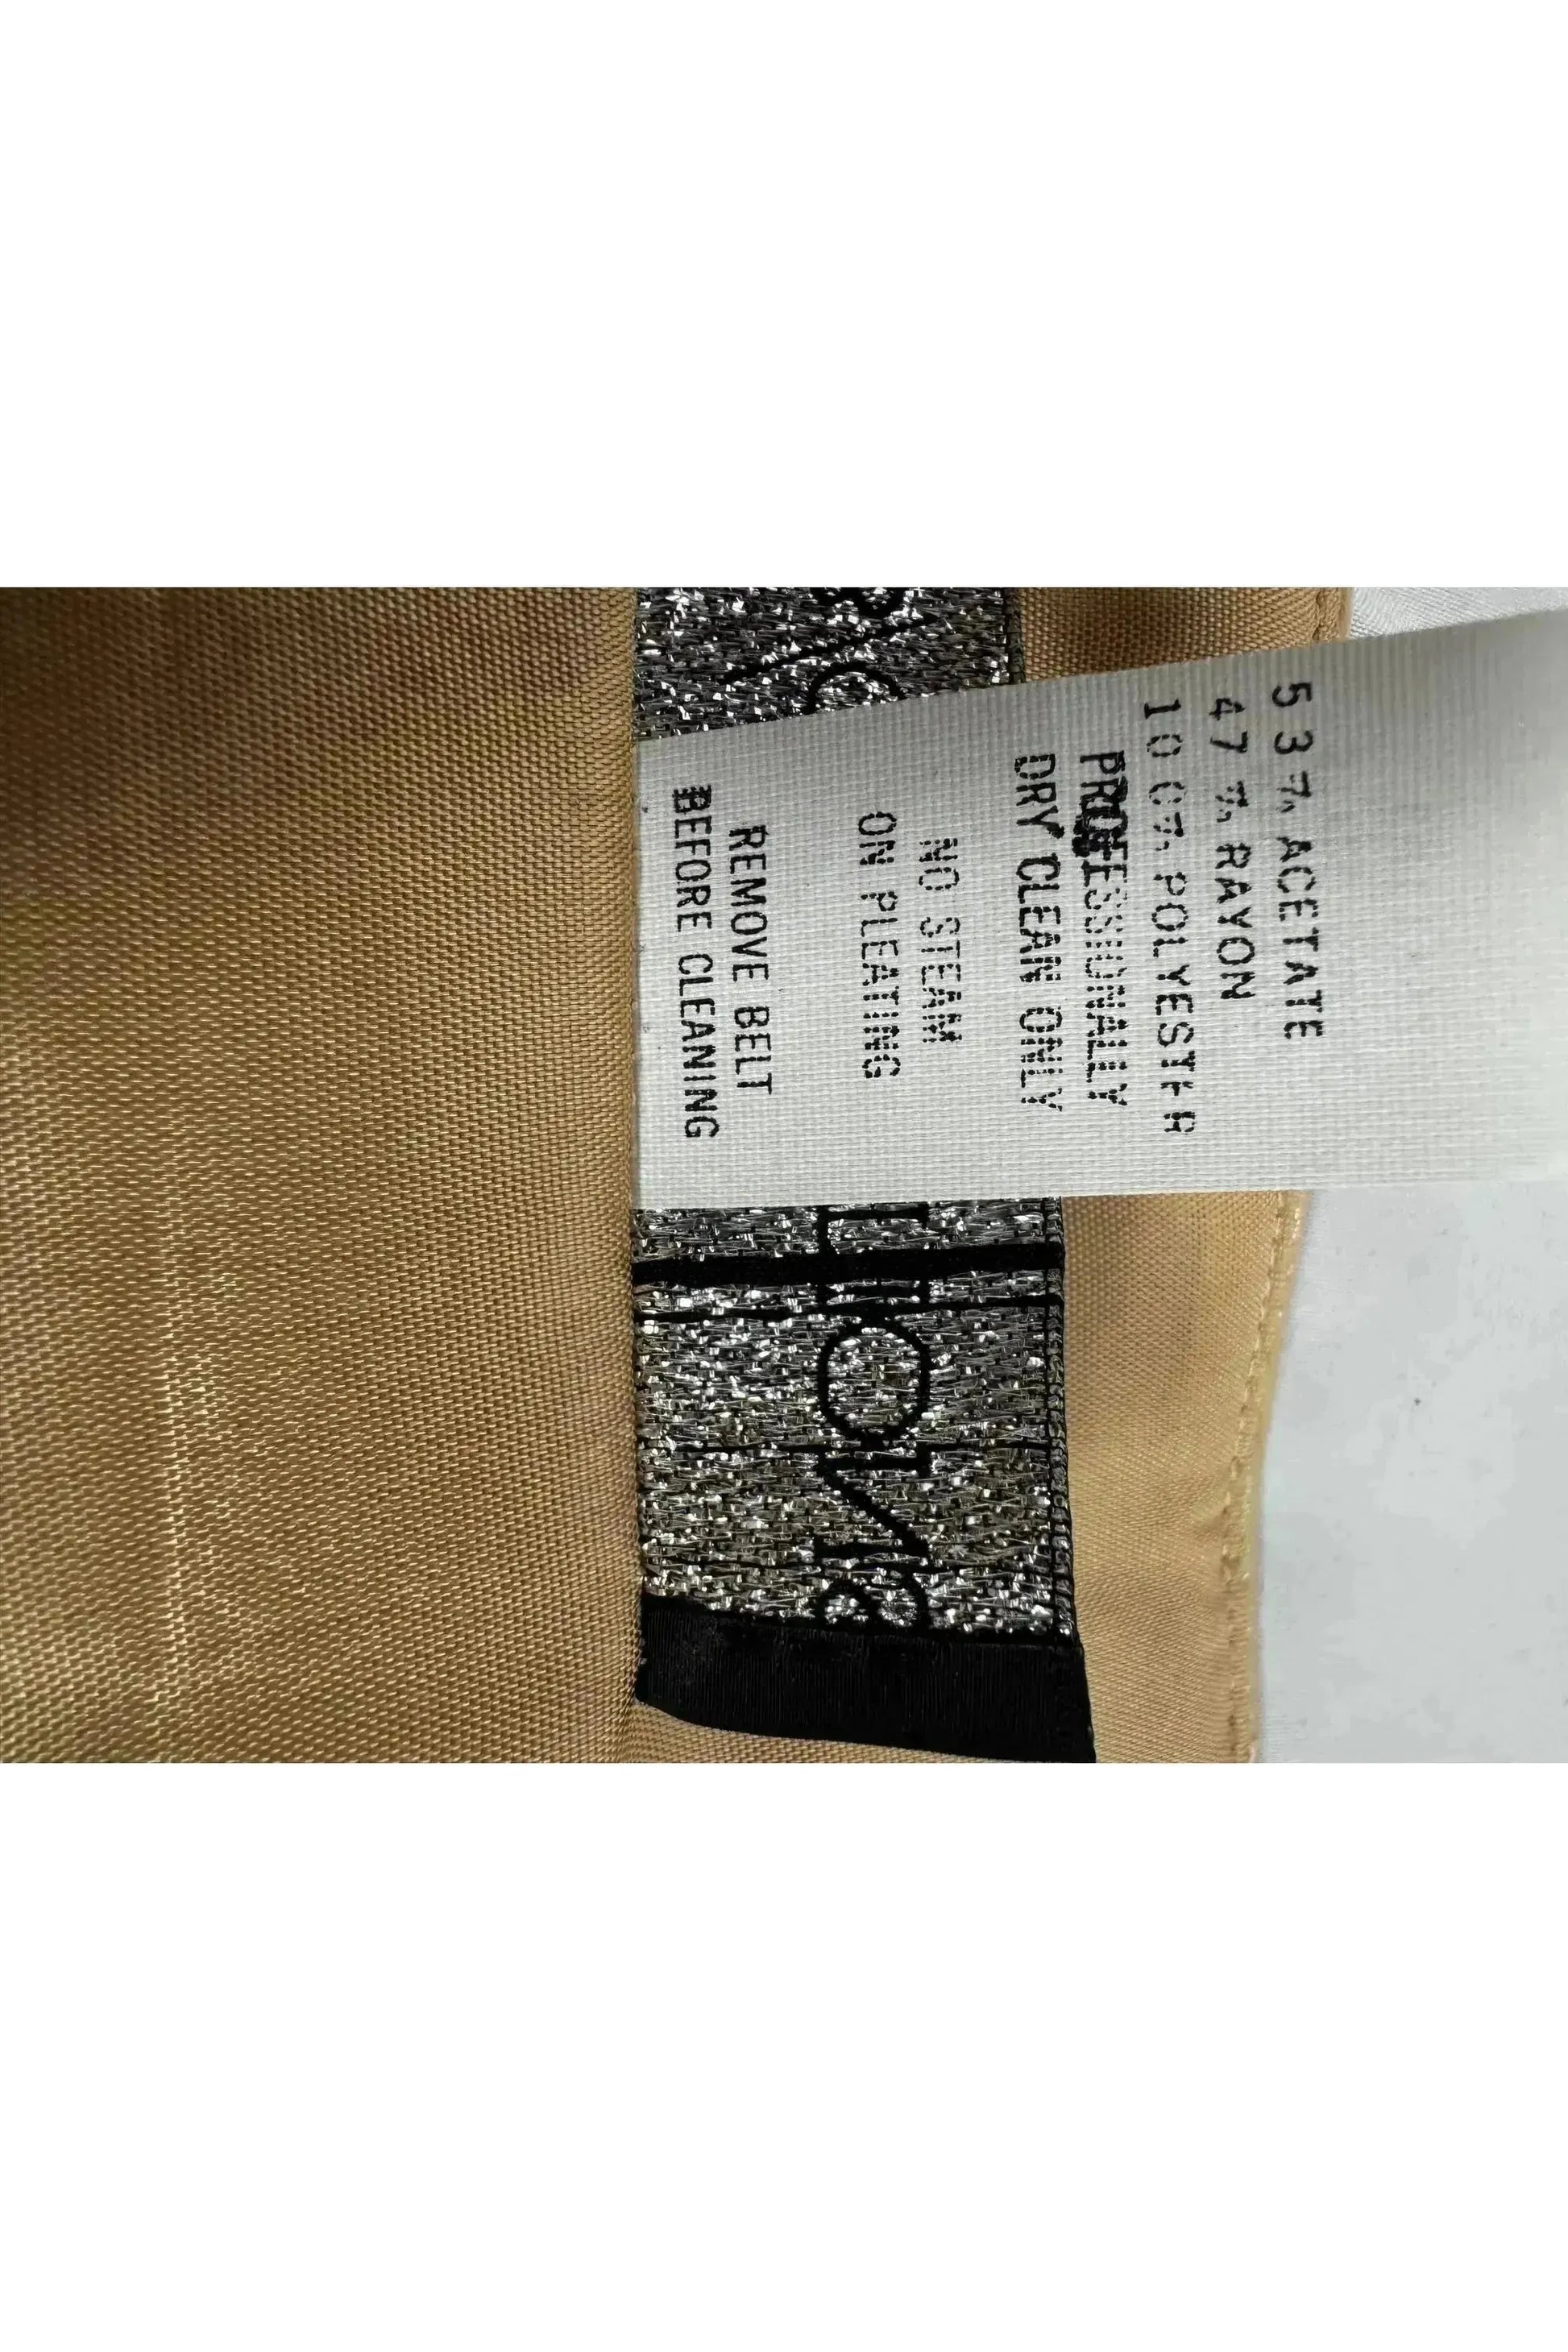 53% ACETATE
47% RAYON
100% POLYESTER
PROFESSIONALLY
DRY CLEAN ONLY
NO STEAM
ON PLEATING
REMOVE BELT
BEFORE CLEANING